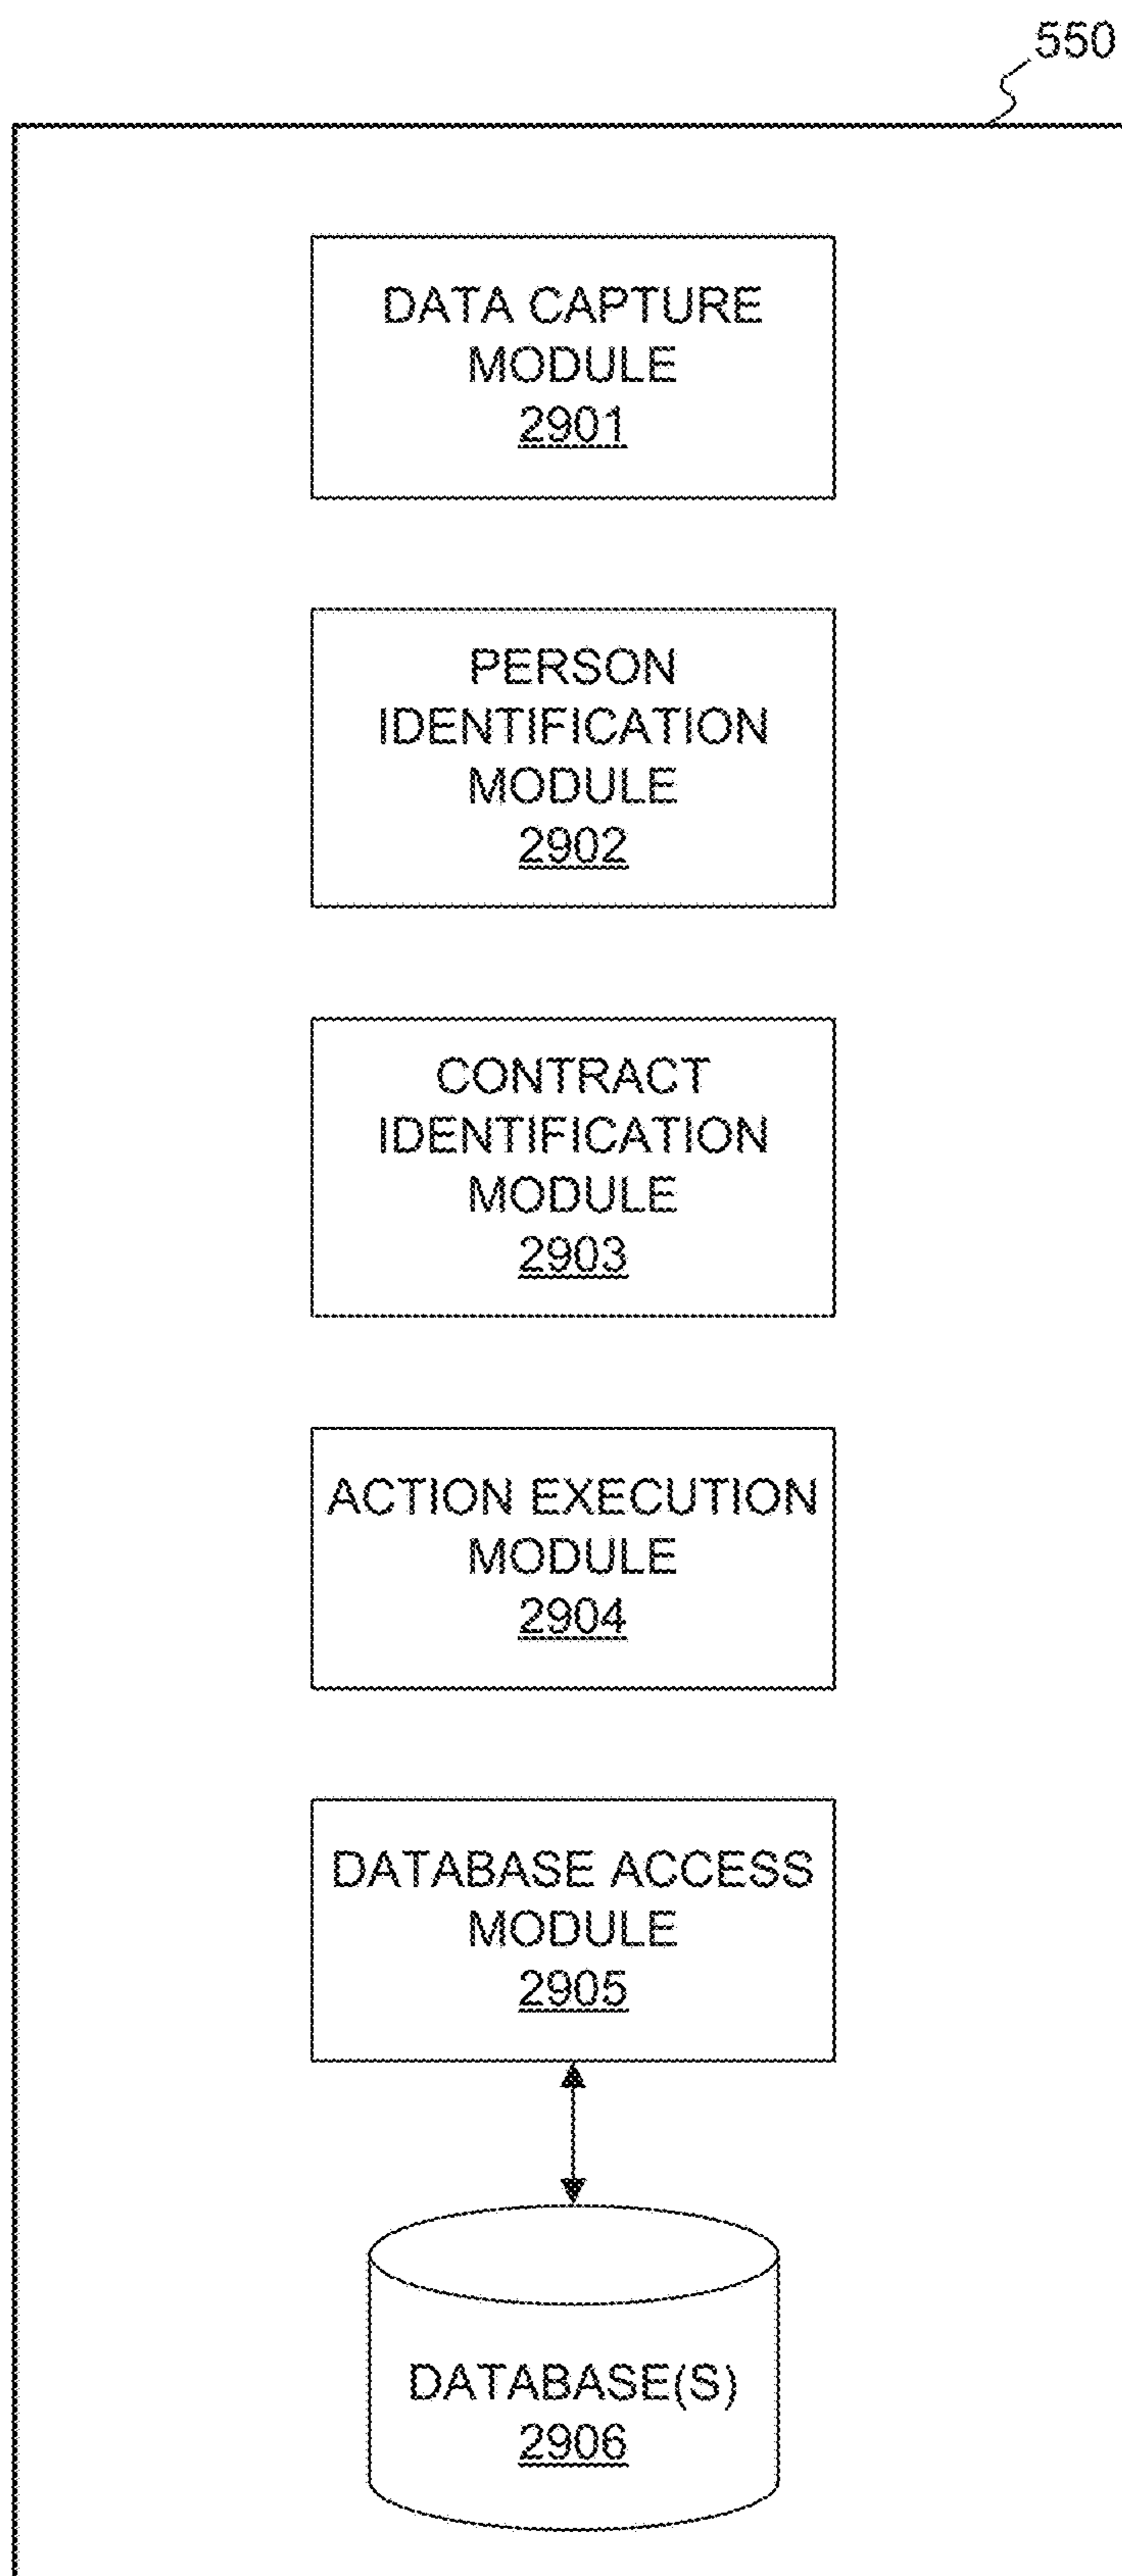 550
DATA CAPTURE
MODULE
2901
PERSON
IDENTIFICATION
MODULE
2902
CONTRACT
IDENTIFICATION
MODULE
2903
ACTION EXECUTION
MODULE
2904
DATABASE ACCESS
MODULE
2905
DATABASE(S)
2906